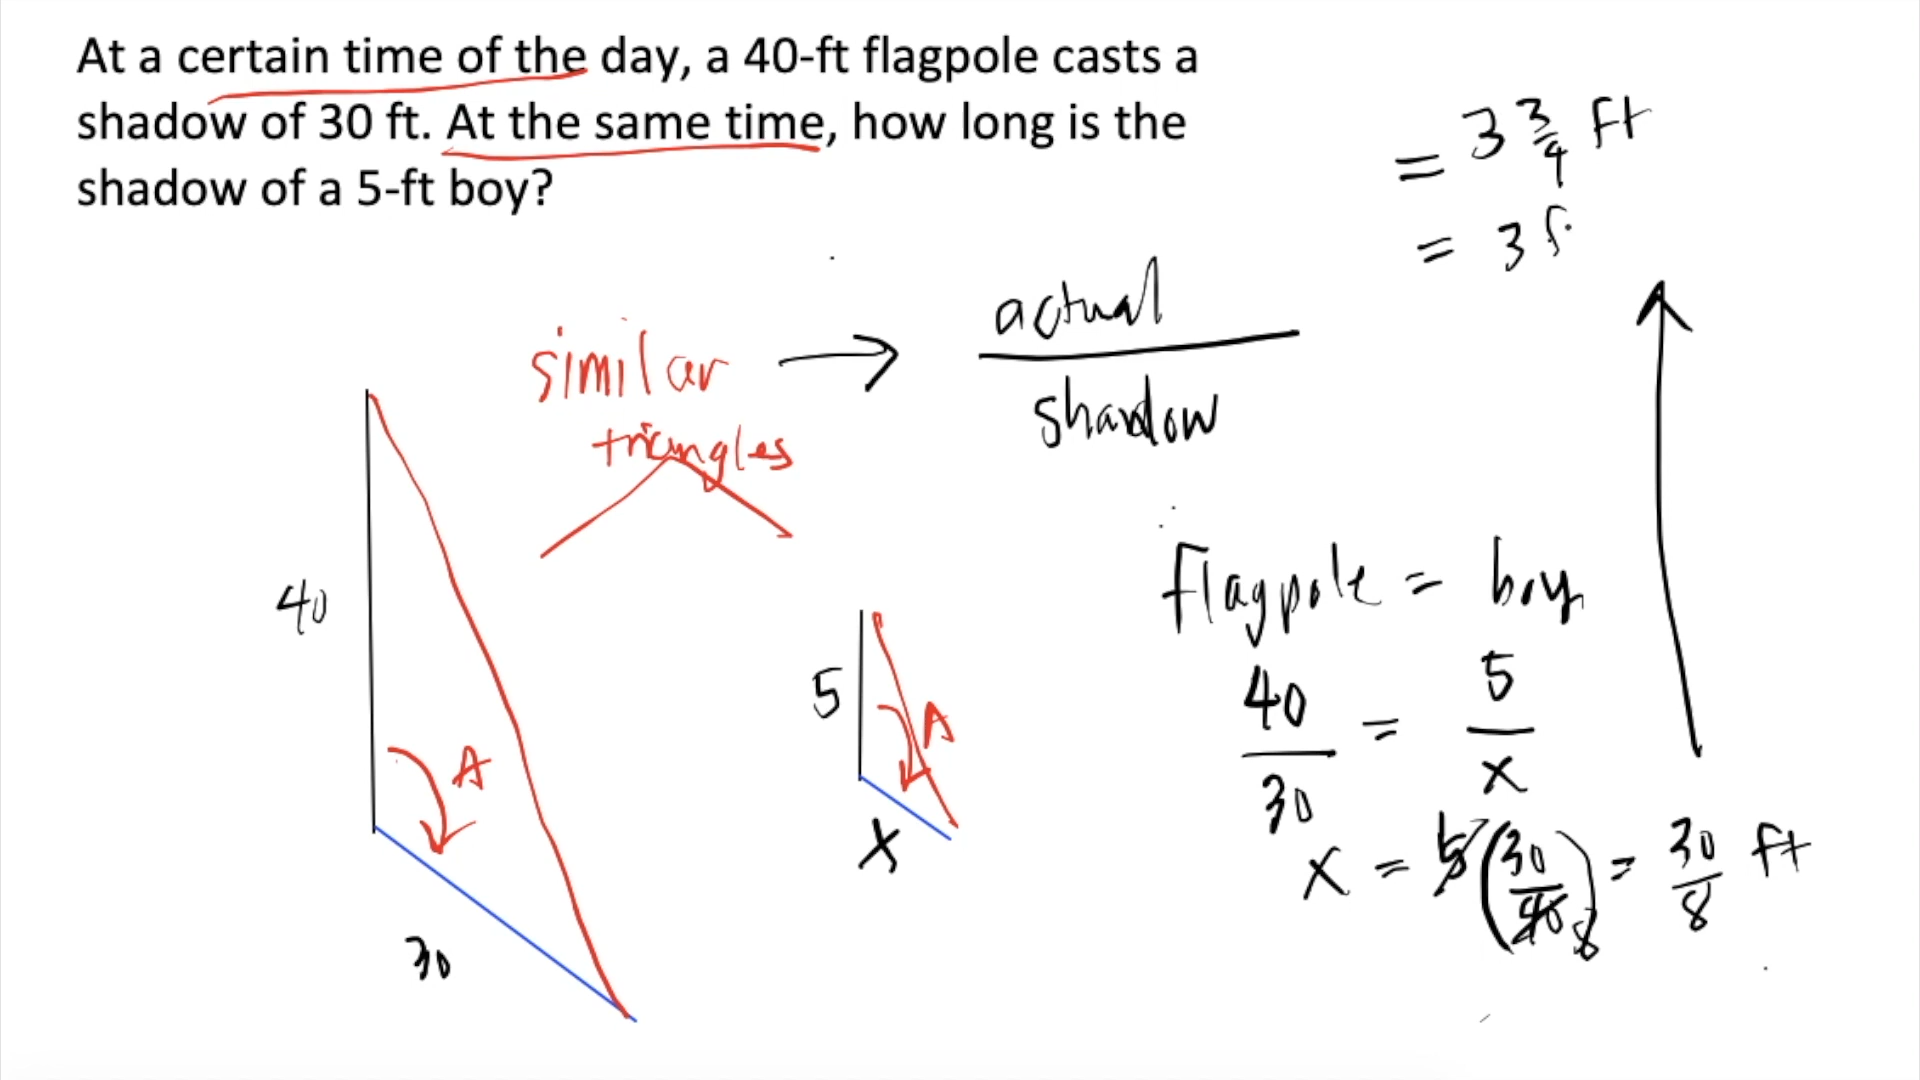 At a certain time of the day, a 40-ft flagpole casts a
shadow of 30 ft. At the same time, how long is the
shadow of a 5-ft boy?
= 3 3/4 ft
= 3 f
similar
triangles
→ actual
shadow
40
A
30
5
A
x
flagpole = boy
40/30 = 5/x
x = 5(30/40 8) = 30/8 ft